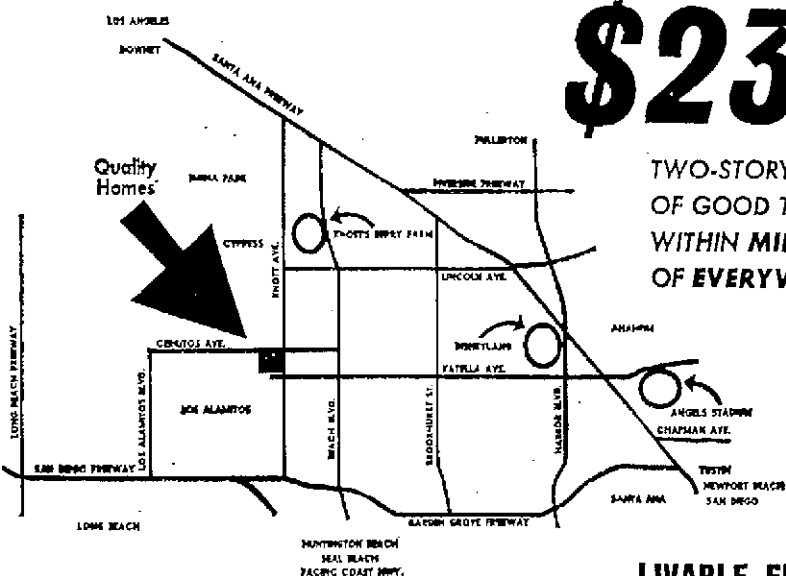 LOS ANGELES
DOWNEY
SANTA ANA FREEWAY
$23
FULLERTON
TWO-STORY
OF GOOD T
WITHIN MI
OF EVERYW
Quality
Homes
BUENA PARK
RIVERSIDE FREEWAY
CYPRESS
KNOTT'S BERRY FARM
KNOTT AVE.
LINCOLN AVE.
LONG BEACH FREEWAY
CERRITOS AVE.
DISNEYLAND
ANAHEIM
KATELLA AVE.
LOS ALAMITOS BLVD.
LOS ALAMITOS
BEACH BLVD.
BROOKHURST ST.
HARBOR BLVD.
ANGELS STADIUM
CHAPMAN AVE.
SAN DIEGO FREEWAY
TUSTIN
NEWPORT BEACH
SAN DIEGO
SANTA ANA
LONG BEACH
GARDEN GROVE FREEWAY
HUNTINGTON BEACH
SEAL BEACH
PACIFIC COAST HWY.